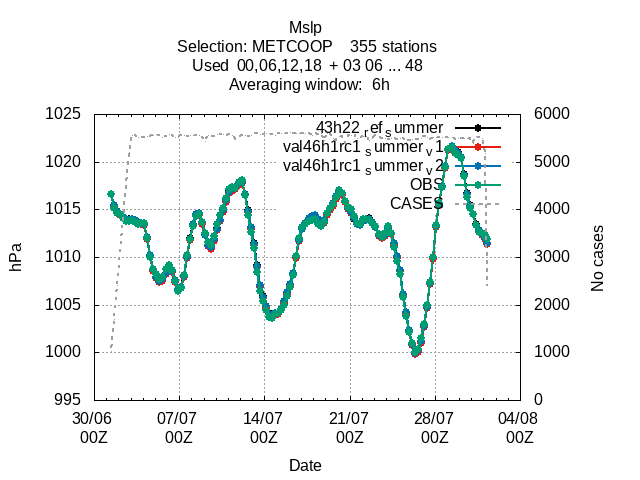 Mslp
Selection: METCOOP    355 stations
Used  00,06,12,18  + 03 06 ... 48
Averaging window:  6h
1025
1020
1015
1010
1005
1000
995
6000
5000
4000
3000
2000
1000
0
hPa
No cases
43h22_ref_summer
val46h1rc1_summer_v1
val46h1rc1_summer_v2
OBS
CASES
30/06 07/07 14/07 21/07 28/07 04/08
00Z 00Z 00Z 00Z 00Z 00Z
Date